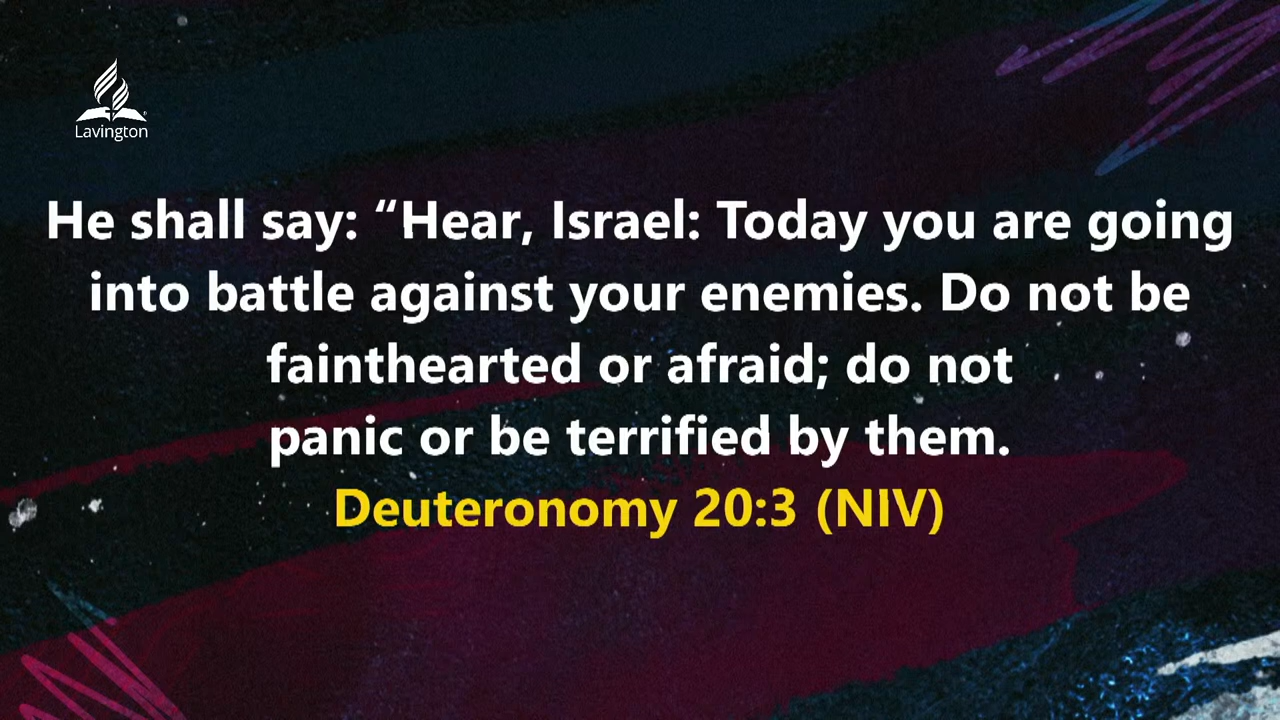 Lavington
He shall say: “Hear, Israel: Today you are going
into battle against your enemies. Do not be
fainthearted or afraid; do not
panic or be terrified by them.
Deuteronomy 20:3 (NIV)